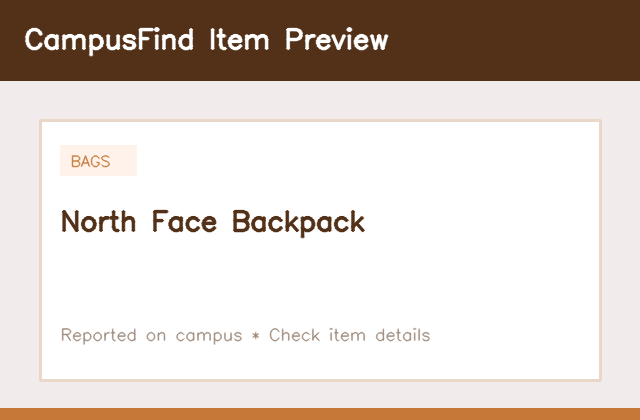 CampusFind Item Preview
BAGS
North Face Backpack
Reported on campus * Check item details